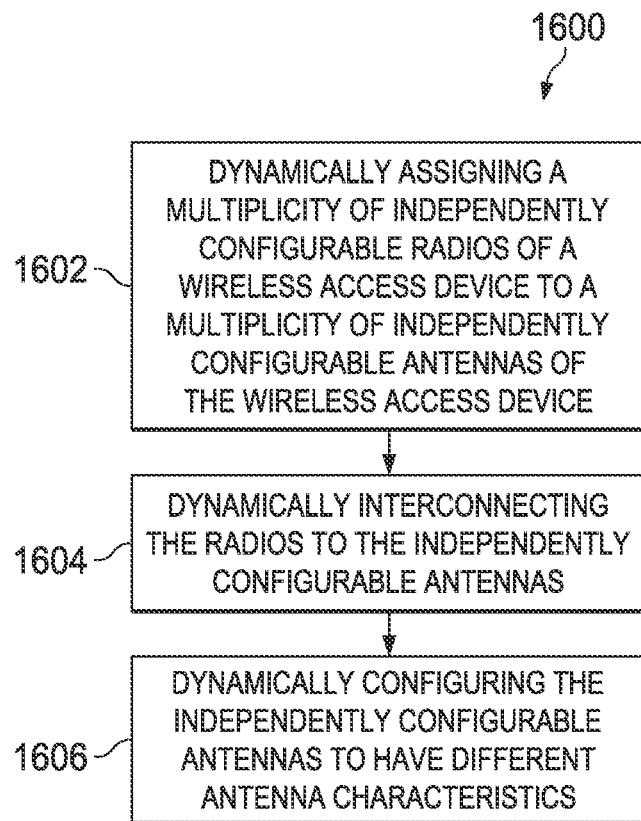 1600
DYNAMICALLY ASSIGNING A
MULTIPLICITY OF INDEPENDENTLY
CONFIGURABLE RADIOS OF A
WIRELESS ACCESS DEVICE TO A
MULTIPLICITY OF INDEPENDENTLY
CONFIGURABLE ANTENNAS OF
THE WIRELESS ACCESS DEVICE
1602
DYNAMICALLY INTERCONNECTING
THE RADIOS TO THE INDEPENDENTLY
CONFIGURABLE ANTENNAS
1604
DYNAMICALLY CONFIGURING THE
INDEPENDENTLY CONFIGURABLE
ANTENNAS TO HAVE DIFFERENT
ANTENNA CHARACTERISTICS
1606